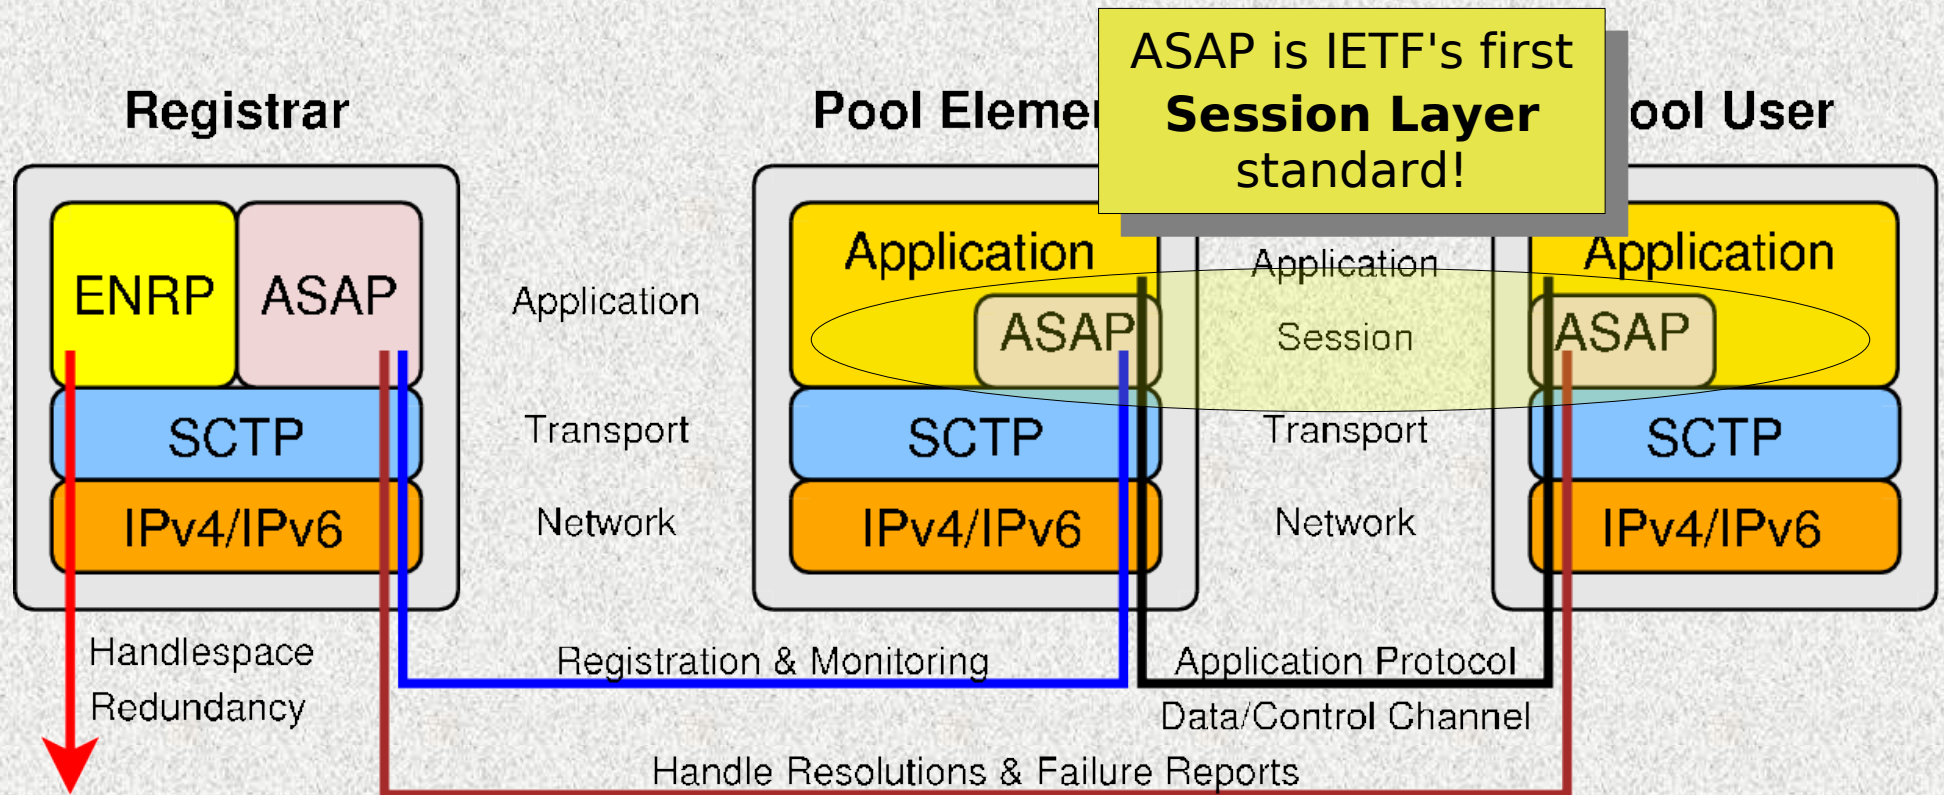 ASAP is IETF's first
Session Layer
standard!
Registrar
Pool Eleme
ool User
ENRP
ASAP
Application
Application
ASAP
Application
Session
Application
ASAP
SCTP
Transport
SCTP
Transport
SCTP
IPv4/IPv6
Network
IPv4/IPv6
Network
IPv4/IPv6
Handlespace
Redundancy
Registration & Monitoring
Application Protocol
Data/Control Channel
Handle Resolutions & Failure Reports